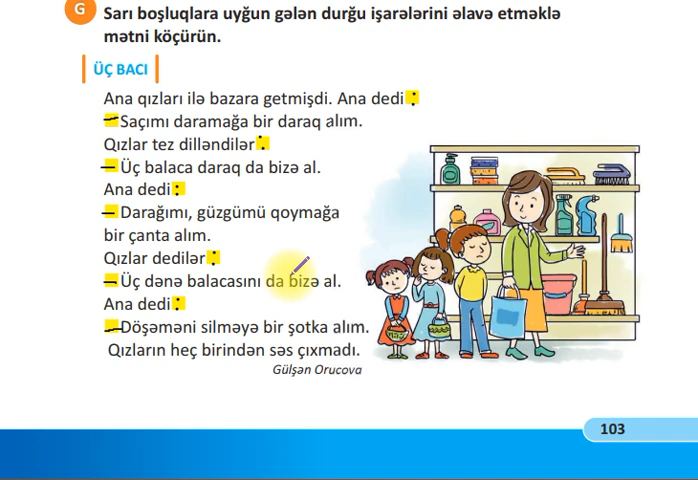 G
Sarı boşluqlara uyğun gələn durğu işarələrini əlavə etməklə
mətni köçürün.
ÜÇ BACI
Ana qızları ilə bazara getmişdi. Ana dedi:
– Saçımı daramağa bir daraq alım.
Qızlar tez dilləndilər:
– Üç balaca daraq da bizə al.
Ana dedi:
– Darağımı, güzgümü qoymağa
bir çanta alım.
Qızlar dedilər:
– Üç dənə balacasını da bizə al.
Ana dedi:
– Döşəməni silməyə bir şotka alım.
Qızların heç birindən səs çıxmadı.
Gülşən Orucova
103